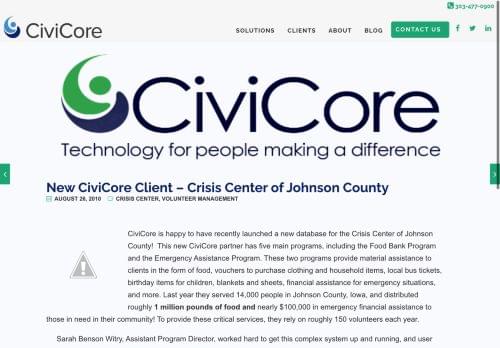 303-477-0900
CiviCore
SOLUTIONS CLIENTS ABOUT BLOG CONTACT US
CiviCore
Technology for people making a difference
New CiviCore Client – Crisis Center of Johnson County
AUGUST 26, 2010 CRISIS CENTER, VOLUNTEER MANAGEMENT
CiviCore is happy to have recently launched a new database for the Crisis Center of Johnson
County! This new CiviCore partner has five main programs, including the Food Bank Program
and the Emergency Assistance Program. These two programs provide material assistance to
clients in the form of food, vouchers to purchase clothing and household items, local bus tickets,
birthday items for children, blankets and sheets, financial assistance for emergency situations,
and more. Last year they served 14,000 people in Johnson County, Iowa, and distributed
roughly 1 million pounds of food and nearly $100,000 in emergency financial assistance to
those in need in their community! To provide these critical services, they rely on roughly 150 volunteers each year.
Sarah Benson Witry, Assistant Program Director, worked hard to get this complex system up and running, and user